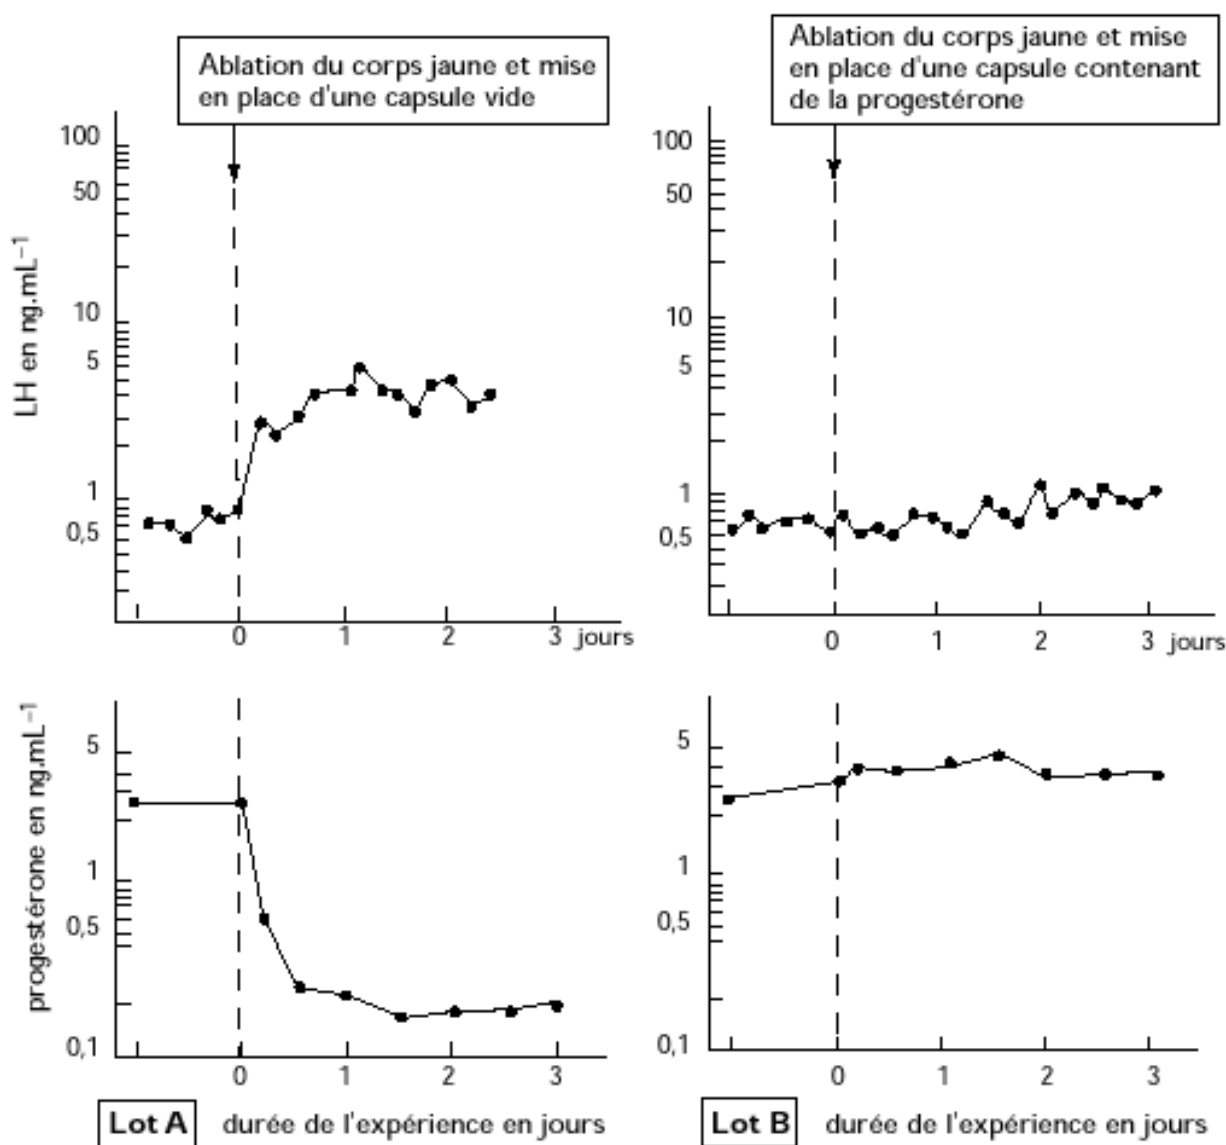 Ablation du corps jaune et mise
en place d'une capsule vide
Ablation du corps jaune et mise
en place d'une capsule contenant
de la progestérone
LH en ng.mL⁻¹
100
50
10
5
1
0,5
0 1 2 3 jours
100
50
10
5
1
0,5
0 1 2 3 jours
progestérone en ng.mL⁻¹
5
1
0,5
0,1
0 1 2 3
Lot A durée de l'expérience en jours
5
1
0,5
0,1
0 1 2 3
Lot B durée de l'expérience en jours